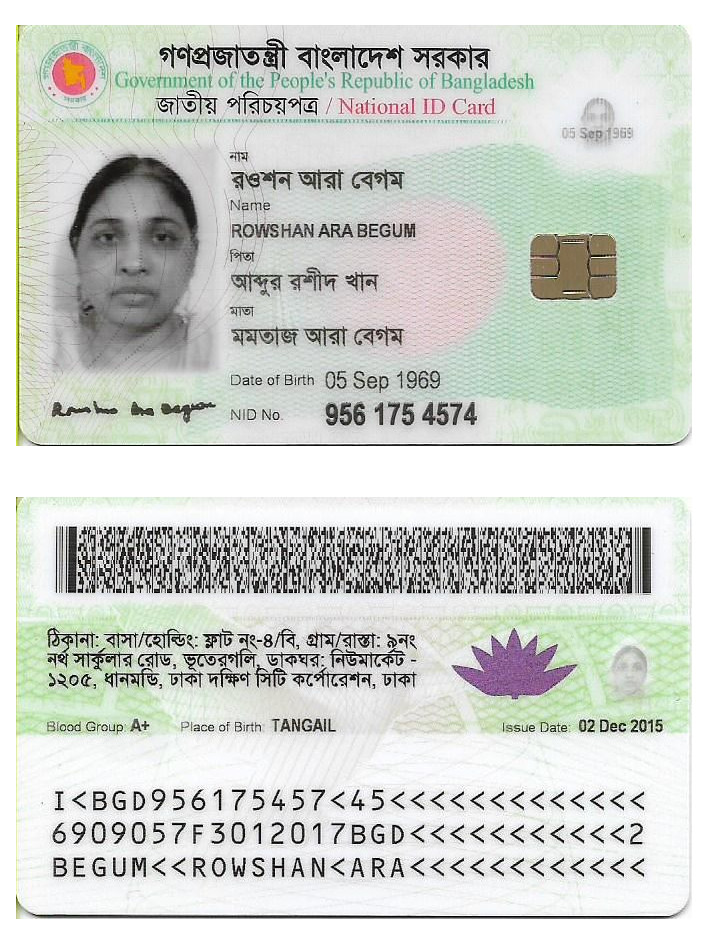 গণপ্রজাতন্ত্রী বাংলাদেশ সরকার
Government of the People's Republic of Bangladesh
জাতীয় পরিচয়পত্র / National ID Card
05 Sep 1969
নাম
রওশন আরা বেগম
Name
ROWSHAN ARA BEGUM
পিতা
আব্দুর রশীদ খান
মাতা
মমতাজ আরা বেগম
Date of Birth 05 Sep 1969
NID No. 956 175 4574
ঠিকানা: বাসা/হোল্ডিং: ফ্লাট নং-৪/বি, গ্রাম/রাস্তা: ৯নং
নর্থ সার্কুলার রোড, ভূতেরগলি, ডাকঘর: নিউমার্কেট -
১২০৫, ধানমন্ডি, ঢাকা দক্ষিণ সিটি কর্পোরেশন, ঢাকা
Blood Group: A+ Place of Birth: TANGAIL Issue Date: 02 Dec 2015
I<BGD956175457<45<<<<<<<<<<<<<
6909057F3012017BGD<<<<<<<<<<<2
BEGUM<<ROWSHAN<ARA<<<<<<<<<<<<